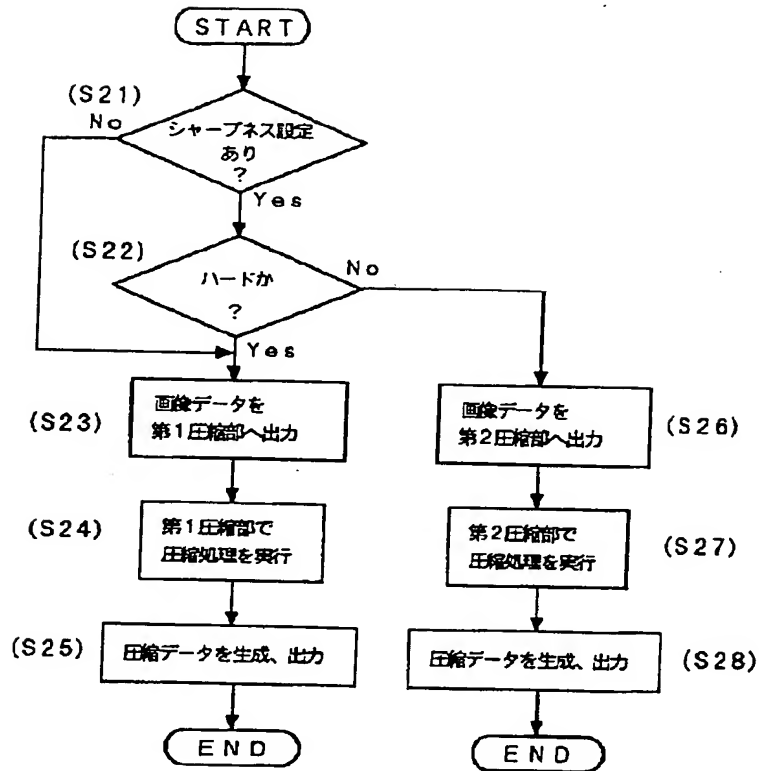 START
(S21)
No
シャープネス設定
あり
?
Yes
(S22)
No
ハードか
?
Yes
(S23)
画像データを
第1圧縮部へ出力
画像データを
第2圧縮部へ出力
(S26)
(S24)
第1圧縮部で
圧縮処理を実行
第2圧縮部で
圧縮処理を実行
(S27)
(S25)
圧縮データを生成、出力
圧縮データを生成、出力
(S28)
END
END